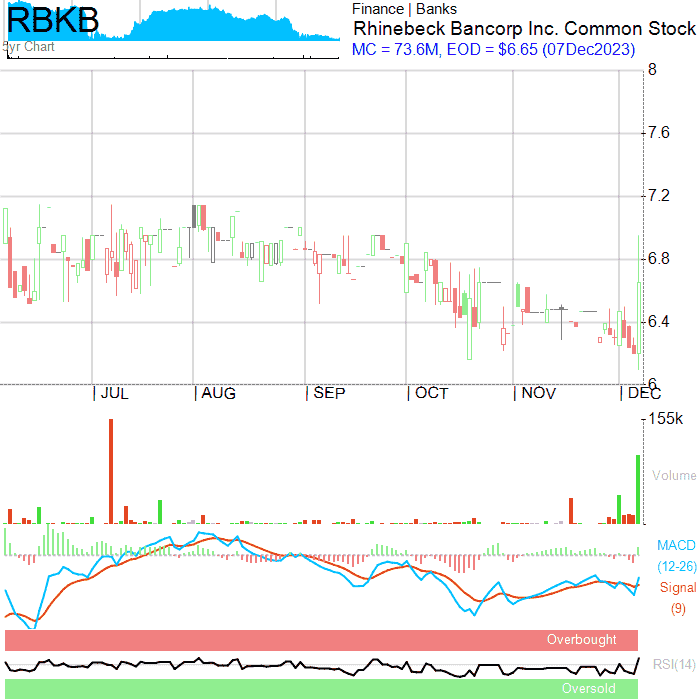 RBKB
5yr Chart
Finance | Banks
Rhinebeck Bancorp Inc. Common Stock
MC = 73.6M, EOD = $6.65 (07Dec2023)
8
7.6
7.2
6.8
6.4
6
JUL AUG SEP OCT NOV DEC
155k
Volume
MACD
(12-26)
Signal
(9)
Overbought
RSI(14)
Oversold